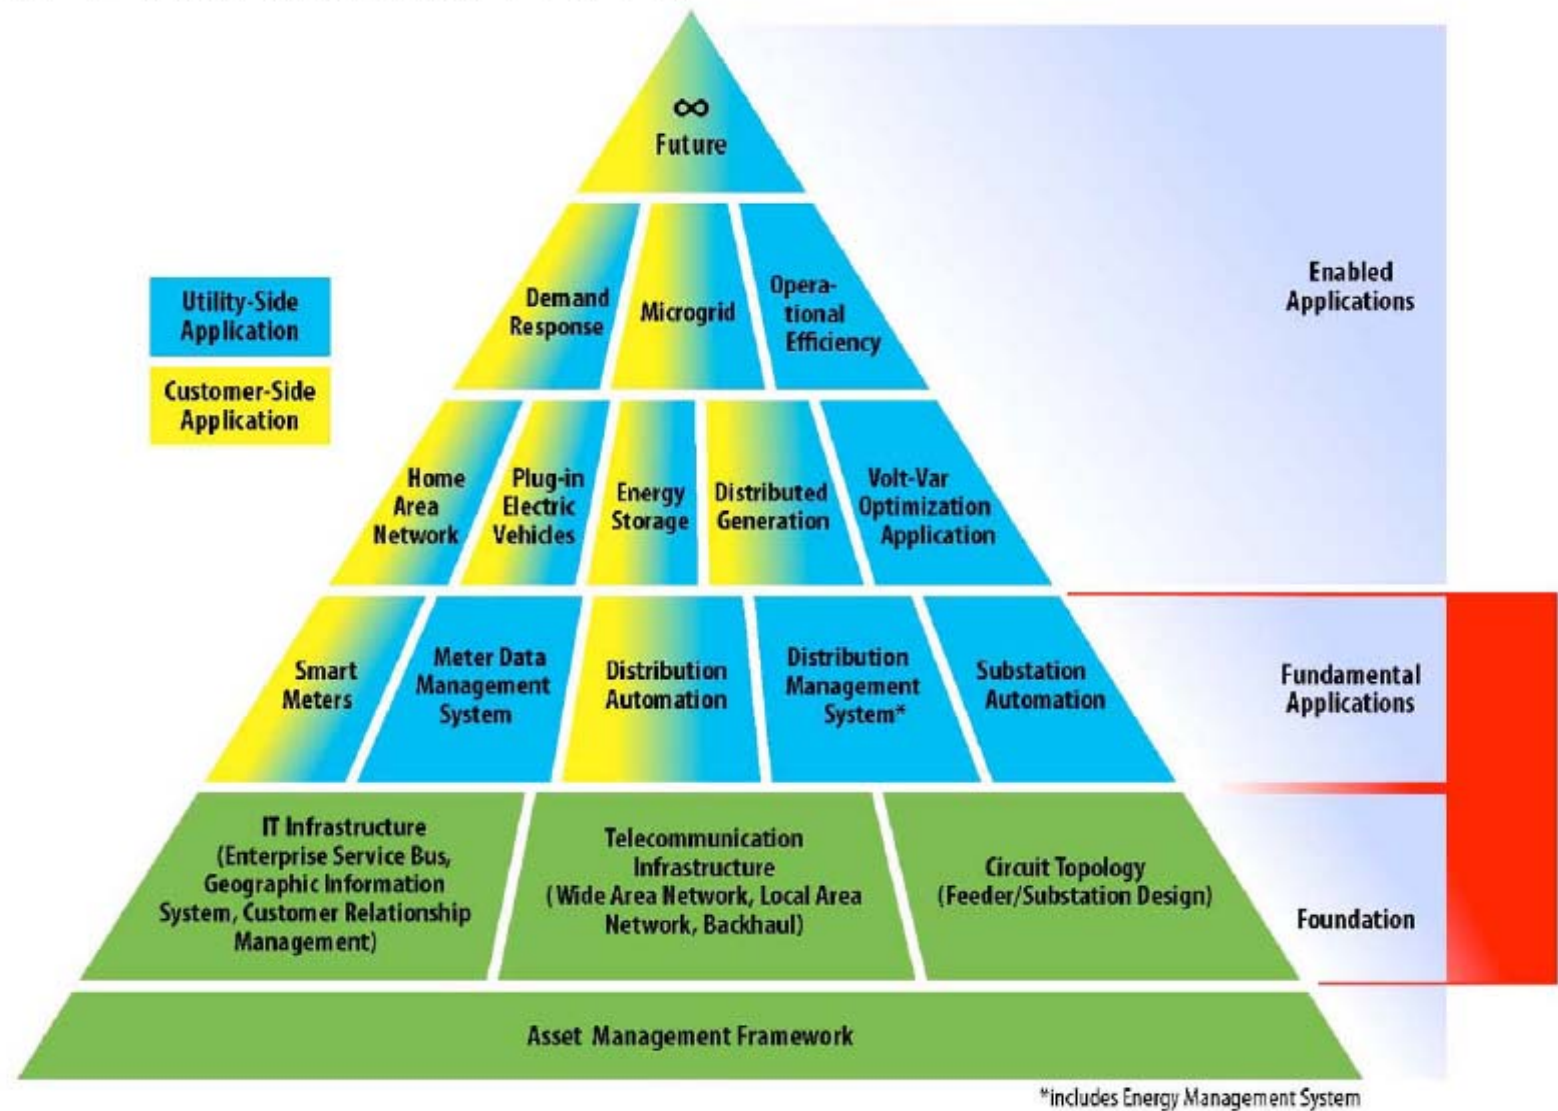 ∞
Future
Demand
Response
Microgrid
Opera-
tional
Efficiency
Enabled
Applications
Utility-Side
Application
Customer-Side
Application
Home
Area
Network
Plug-in
Electric
Vehicles
Energy
Storage
Distributed
Generation
Volt-Var
Optimization
Application
Smart
Meters
Meter Data
Management
System
Distribution
Automation
Distribution
Management
System*
Substation
Automation
Fundamental
Applications
IT Infrastructure
(Enterprise Service Bus,
Geographic Information
System, Customer Relationship
Management)
Telecommunication
Infrastructure
(Wide Area Network, Local Area
Network, Backhaul)
Circuit Topology
(Feeder/Substation Design)
Foundation
Asset Management Framework
*includes Energy Management System